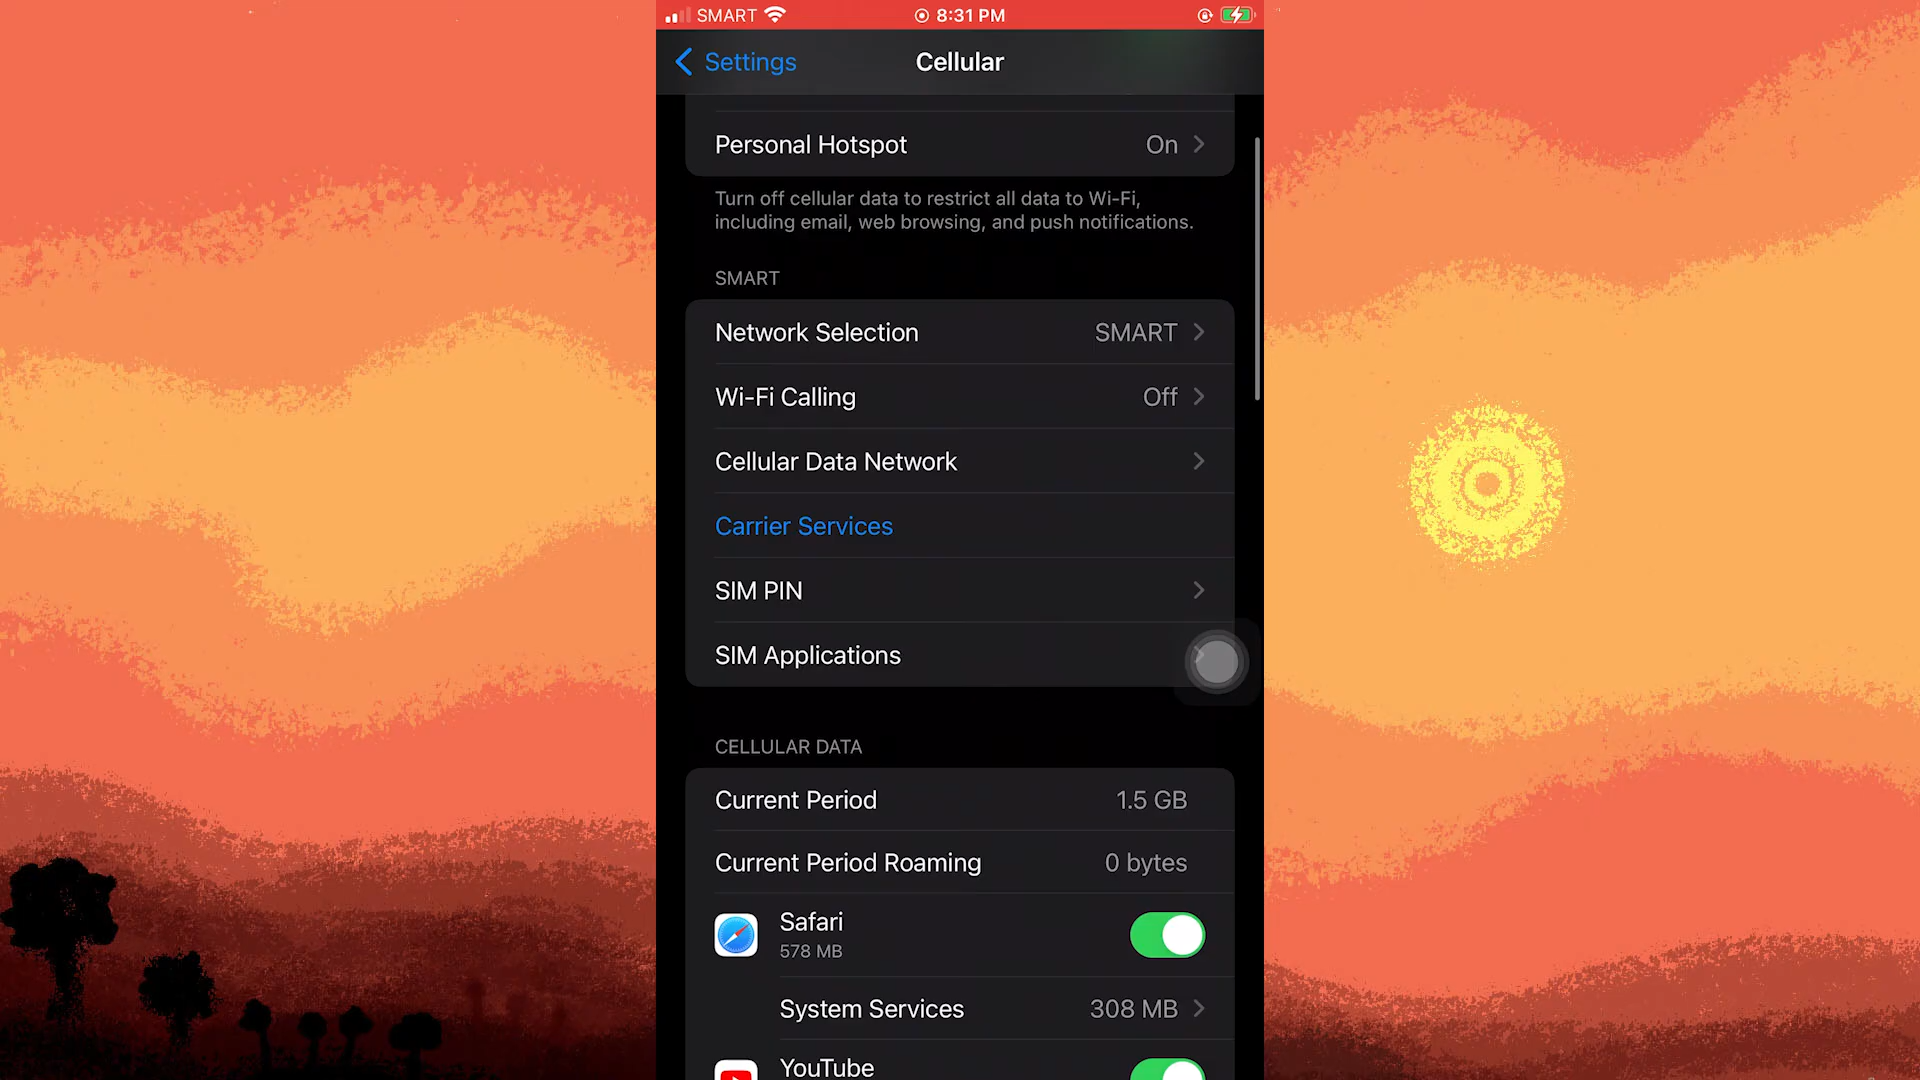 SMART
8:31 PM
Settings
Cellular
Personal Hotspot
On
Turn off cellular data to restrict all data to Wi-Fi,
including email, web browsing, and push notifications.
SMART
Network Selection
SMART
Wi-Fi Calling
Off
Cellular Data Network
Carrier Services
SIM PIN
SIM Applications
CELLULAR DATA
Current Period
1.5 GB
Current Period Roaming
0 bytes
Safari
578 MB
System Services
308 MB
YouTube